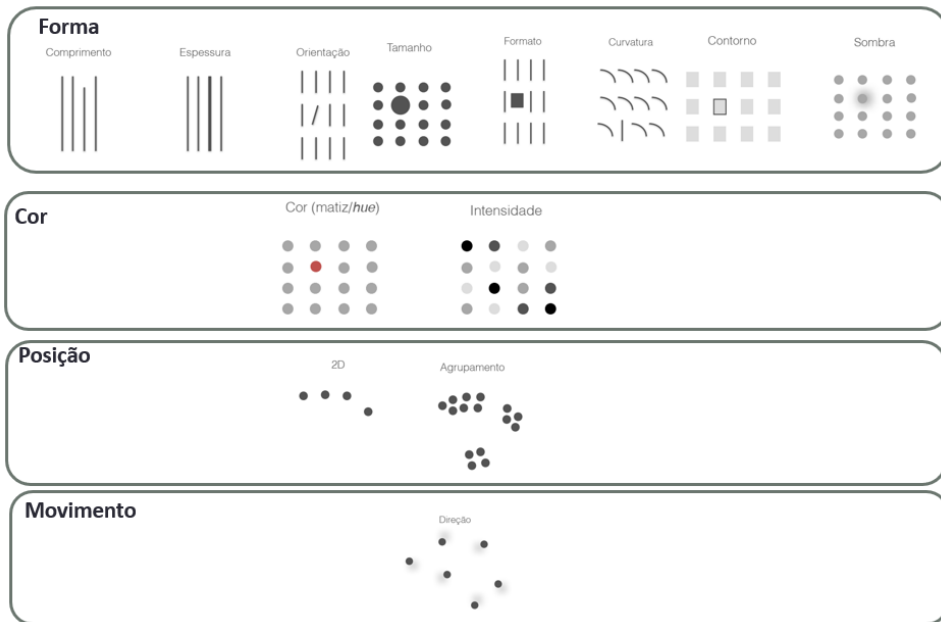 Forma
Comprimento
Espessura
Orientação
Tamanho
Formato
Curvatura
Contorno
Sombra
Cor
Cor (matiz/hue)
Intensidade
Posição
2D
Agrupamento
Movimento
Direção